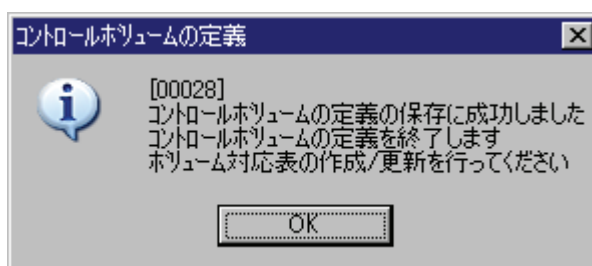 コントロールボリュームの定義
[00028]
コントロールボリュームの定義の保存に成功しました
コントロールボリュームの定義を終了します
ボリューム対応表の作成/更新を行ってください
OK